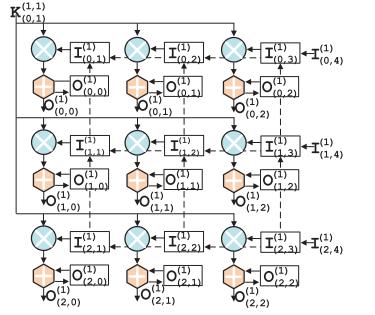 K(1,1)(0,1)
I(1)(0,1) I(1)(0,2) I(1)(0,3) I(1)(0,4)
O(1)(0,0) O(1)(0,1) O(1)(0,2)
O(1)(0,0) O(1)(0,1) O(1)(0,2)
I(1)(1,1) I(1)(1,2) I(1)(1,3) I(1)(1,4)
O(1)(1,0) O(1)(1,1) O(1)(1,2)
O(1)(1,0) O(1)(1,1) O(1)(1,2)
I(1)(2,1) I(1)(2,2) I(1)(2,3) I(1)(2,4)
O(1)(2,0) O(1)(2,1) O(1)(2,2)
O(1)(2,0) O(1)(2,1) O(1)(2,2)